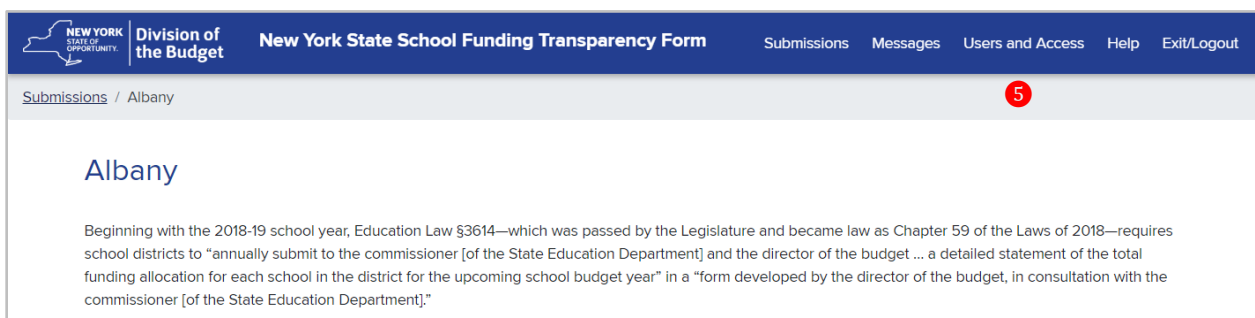 NEW YORK
STATE OF
OPPORTUNITY.
Division of
the Budget
New York State School Funding Transparency Form
Submissions Messages Users and Access Help Exit/Logout
Submissions / Albany
5
Albany
Beginning with the 2018-19 school year, Education Law §3614—which was passed by the Legislature and became law as Chapter 59 of the Laws of 2018—requires
school districts to “annually submit to the commissioner [of the State Education Department] and the director of the budget ... a detailed statement of the total
funding allocation for each school in the district for the upcoming school budget year” in a “form developed by the director of the budget, in consultation with the
commissioner [of the State Education Department].”